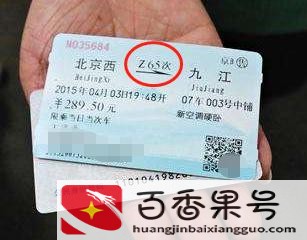 N035684 京B
北京西 Z65次 九江
BeiJingXi JiuJiang
2015年04月03日19:48开 07车003号中铺
¥289.50元 新空调硬卧
限乘当日当次车
百香果号
huangjinbaixiangguo.com